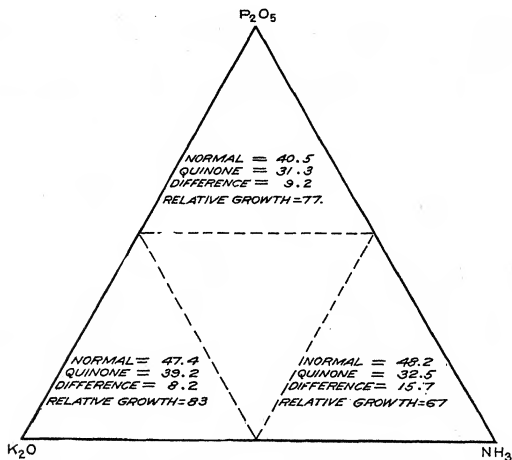 P₂O₅
NORMAL = 40.5
QUINONE = 31.3
DIFFERENCE = 9.2
RELATIVE GROWTH=77.
NORMAL= 47.4
QUINONE = 39.2
DIFFERENCE = 8.2
RELATIVE GROWTH=83
NORMAL = 48.2
QUINONE = 32.5
DIFFERENCE = 15.7
RELATIVE GROWTH=67
K₂O
NH₃